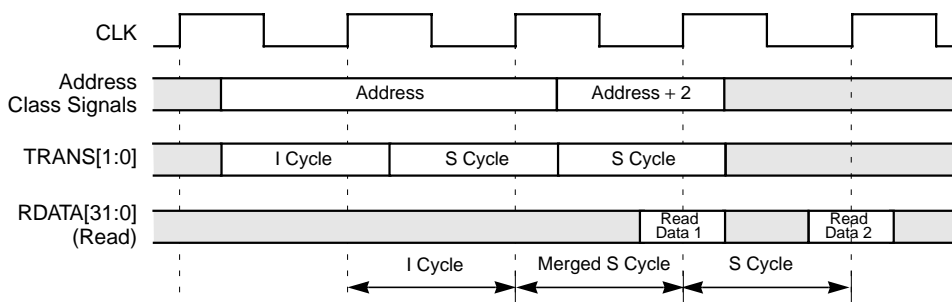 CLK
Address
Class Signals
Address
Address + 2
TRANS[1:0]
I Cycle
S Cycle
S Cycle
RDATA[31:0]
(Read)
Read
Data 1
Read
Data 2
I Cycle
Merged S Cycle
S Cycle